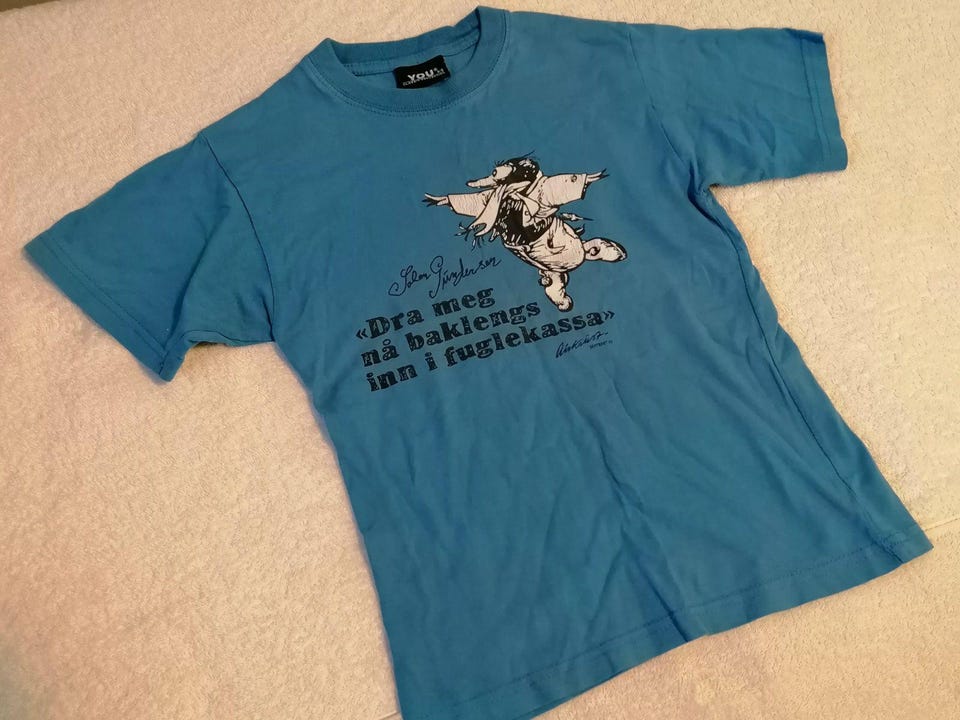 YOU
Solan Gundersen
«Dra meg
nå baklengs
inn i fuglekassa»